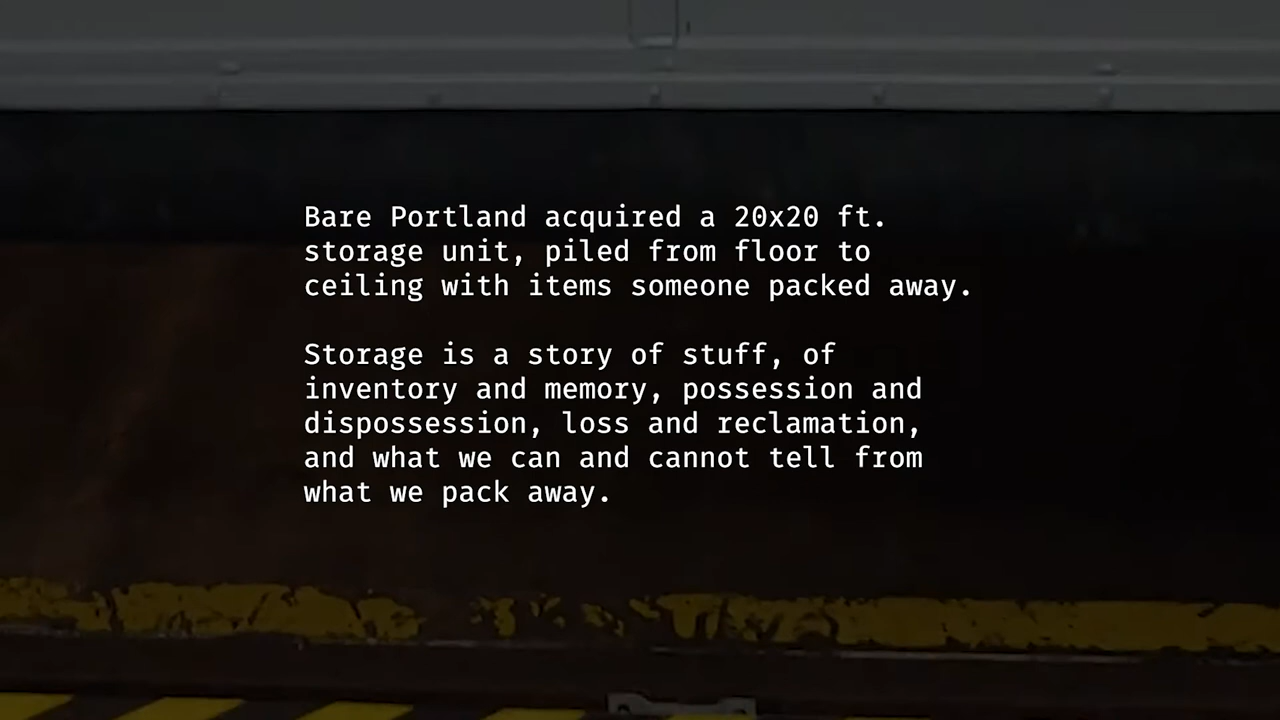 Bare Portland acquired a 20x20 ft.
storage unit, piled from floor to
ceiling with items someone packed away.
Storage is a story of stuff, of
inventory and memory, possession and
dispossession, loss and reclamation,
and what we can and cannot tell from
what we pack away.